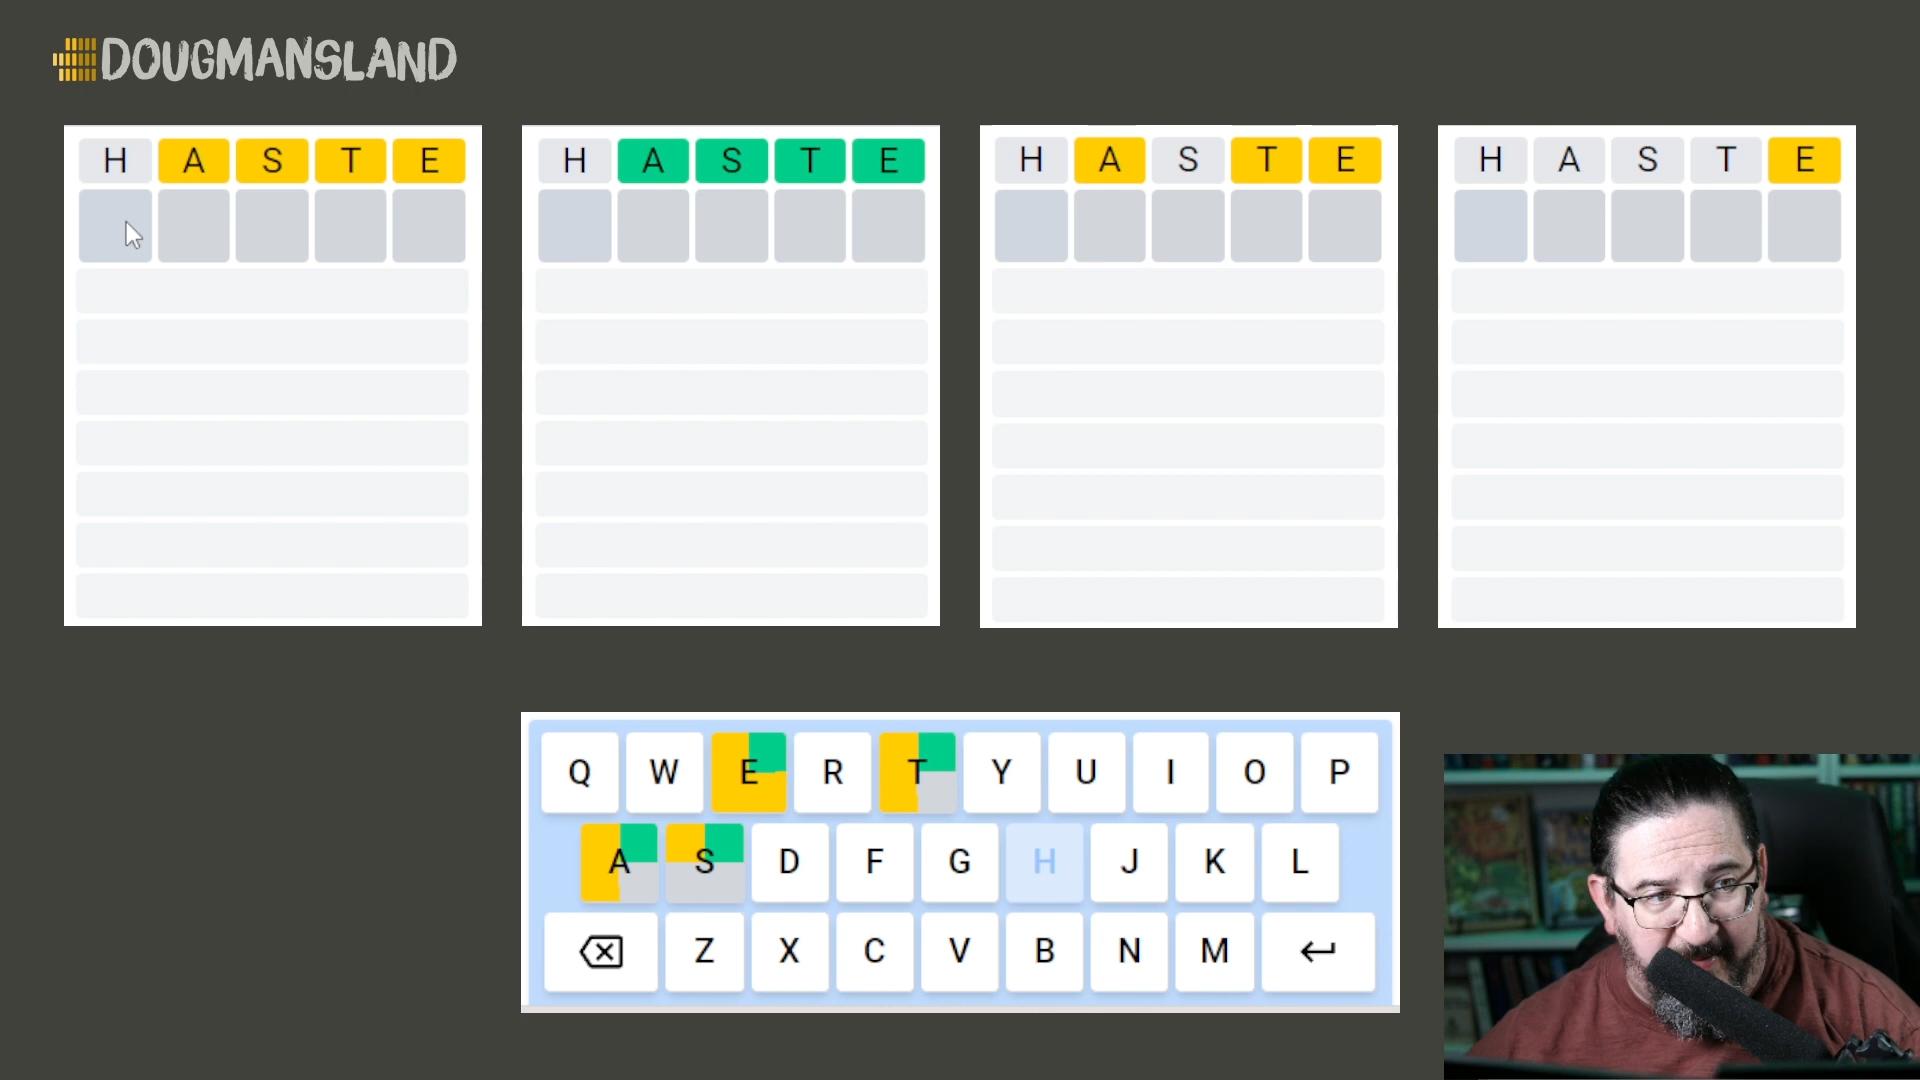 DOUGMANSLAND
H A S T E
H A S T E
H A S T E
H A S T E
Q W E R T Y U I O P
A S D F G H J K L
Z X C V B N M